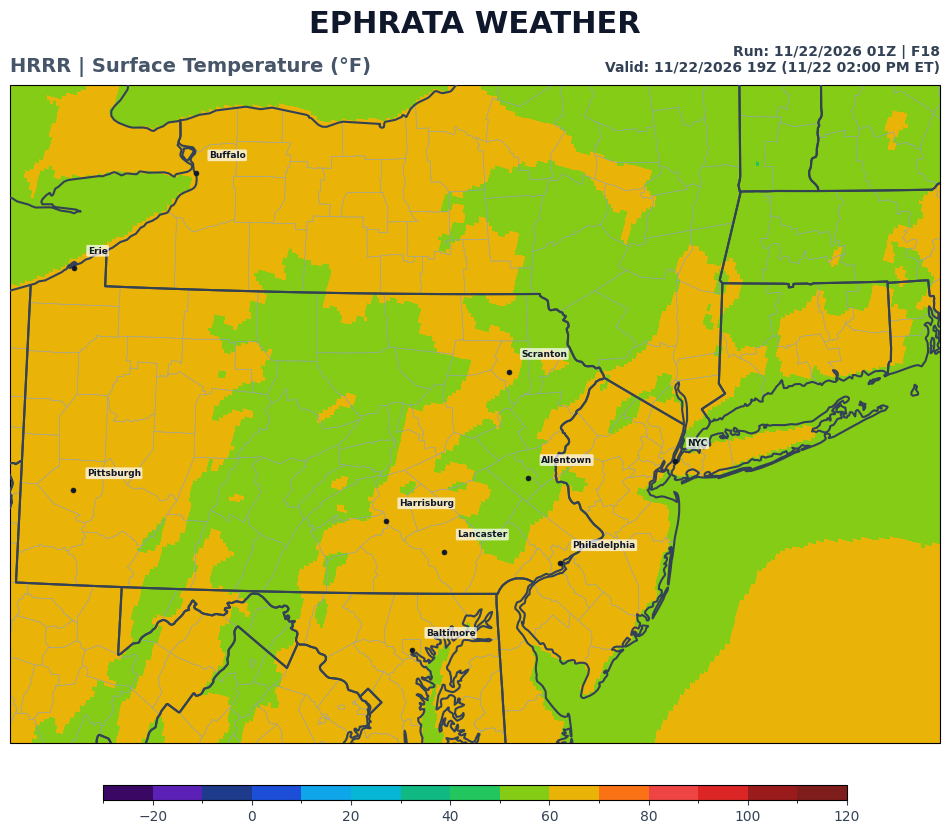 EPHRATA WEATHER
HRRR | Surface Temperature (°F)
Run: 11/22/2026 01Z | F18
Valid: 11/22/2026 19Z (11/22 02:00 PM ET)
Buffalo
Erie
Scranton
NYC
Allentown
Pittsburgh
Harrisburg
Lancaster
Philadelphia
Baltimore
−20 0 20 40 60 80 100 120